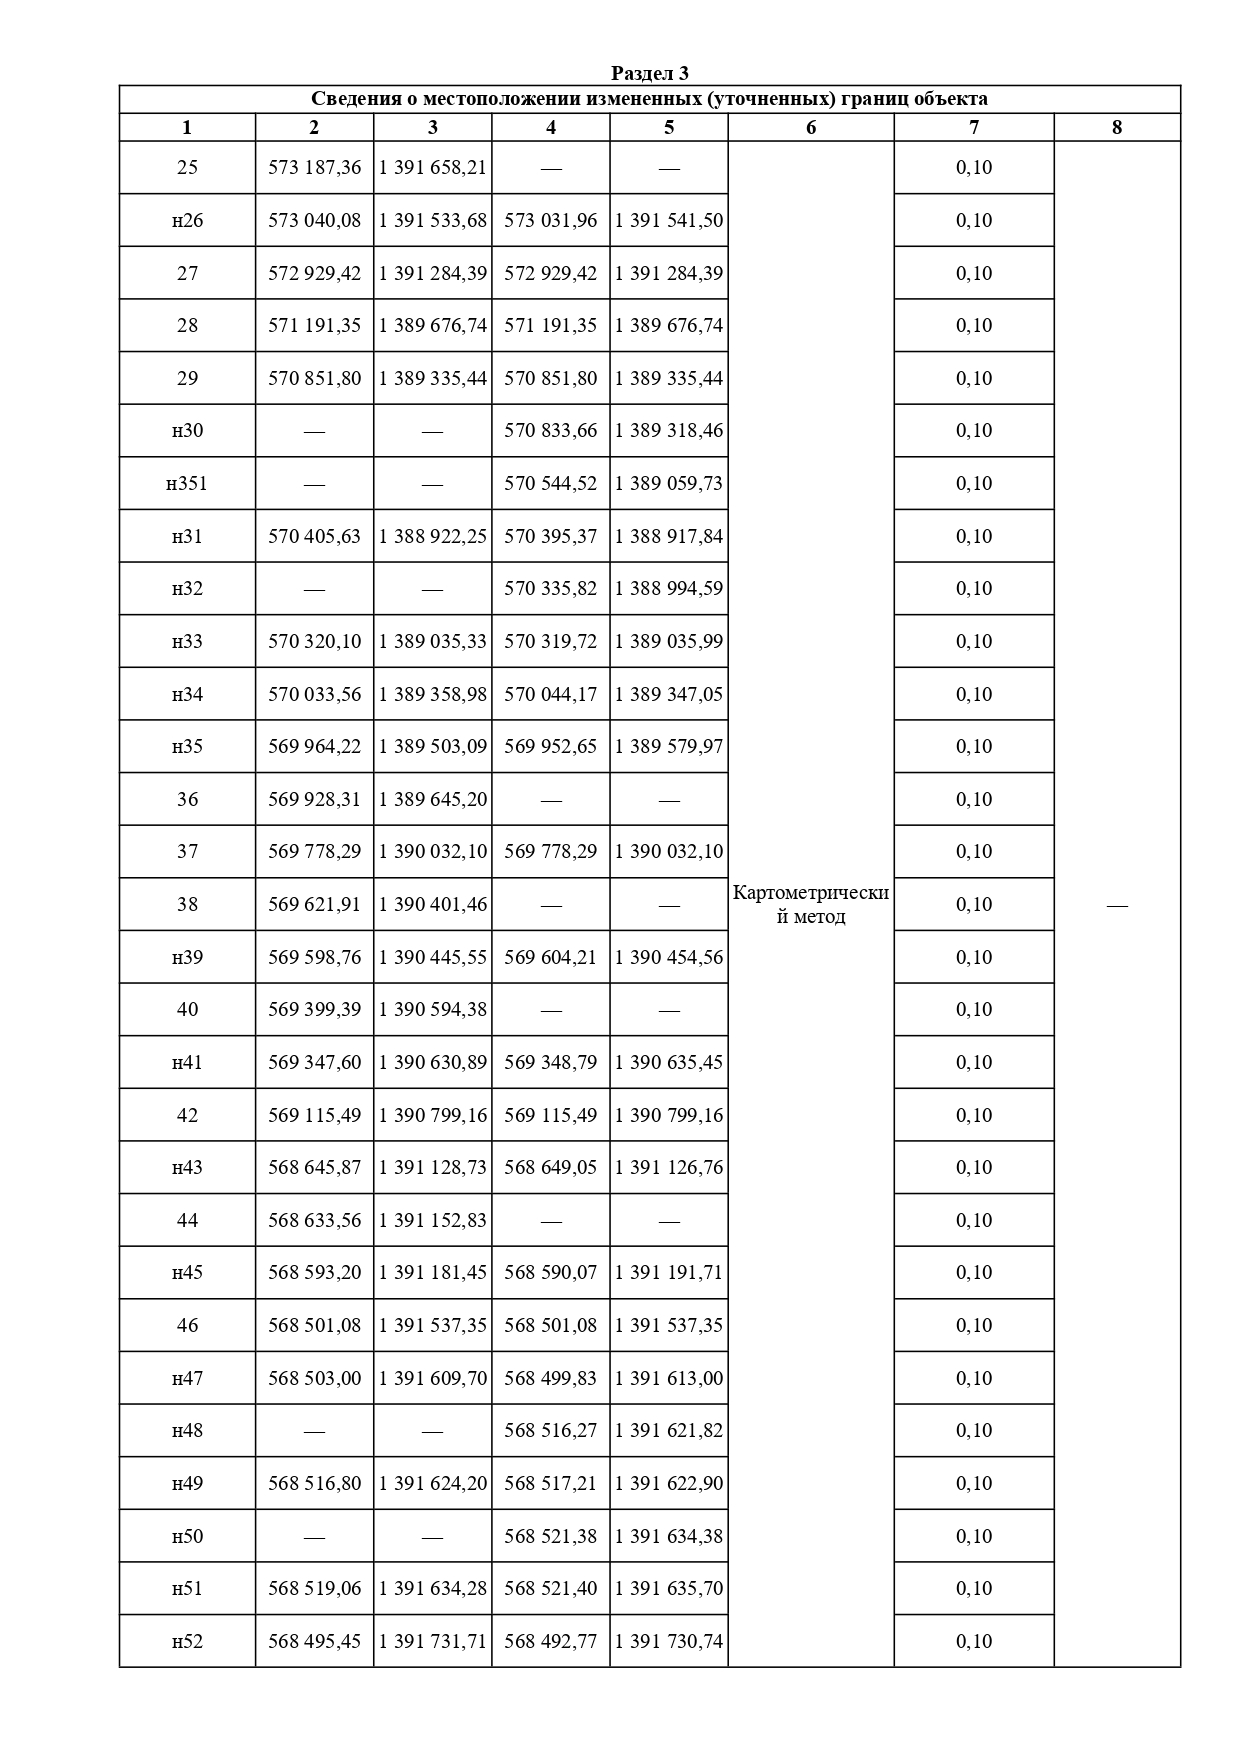 Раздел 3
Сведения о местоположении измененных (уточненных) границ объекта
1 2 3 4 5 6 7 8
25 573 187,36 1 391 658,21 — — 0,10
н26 573 040,08 1 391 533,68 573 031,96 1 391 541,50 0,10
27 572 929,42 1 391 284,39 572 929,42 1 391 284,39 0,10
28 571 191,35 1 389 676,74 571 191,35 1 389 676,74 0,10
29 570 851,80 1 389 335,44 570 851,80 1 389 335,44 0,10
н30 — — 570 833,66 1 389 318,46 0,10
н351 — — 570 544,52 1 389 059,73 0,10
н31 570 405,63 1 388 922,25 570 395,37 1 388 917,84 0,10
н32 — — 570 335,82 1 388 994,59 0,10
н33 570 320,10 1 389 035,33 570 319,72 1 389 035,99 0,10
н34 570 033,56 1 389 358,98 570 044,17 1 389 347,05 0,10
н35 569 964,22 1 389 503,09 569 952,65 1 389 579,97 0,10
36 569 928,31 1 389 645,20 — — 0,10
37 569 778,29 1 390 032,10 569 778,29 1 390 032,10 0,10
Картометрически
38 569 621,91 1 390 401,46 — — 0,10 —
й метод
н39 569 598,76 1 390 445,55 569 604,21 1 390 454,56 0,10
40 569 399,39 1 390 594,38 — — 0,10
н41 569 347,60 1 390 630,89 569 348,79 1 390 635,45 0,10
42 569 115,49 1 390 799,16 569 115,49 1 390 799,16 0,10
н43 568 645,87 1 391 128,73 568 649,05 1 391 126,76 0,10
44 568 633,56 1 391 152,83 — — 0,10
н45 568 593,20 1 391 181,45 568 590,07 1 391 191,71 0,10
46 568 501,08 1 391 537,35 568 501,08 1 391 537,35 0,10
н47 568 503,00 1 391 609,70 568 499,83 1 391 613,00 0,10
н48 — — 568 516,27 1 391 621,82 0,10
н49 568 516,80 1 391 624,20 568 517,21 1 391 622,90 0,10
н50 — — 568 521,38 1 391 634,38 0,10
н51 568 519,06 1 391 634,28 568 521,40 1 391 635,70 0,10
н52 568 495,45 1 391 731,71 568 492,77 1 391 730,74 0,10